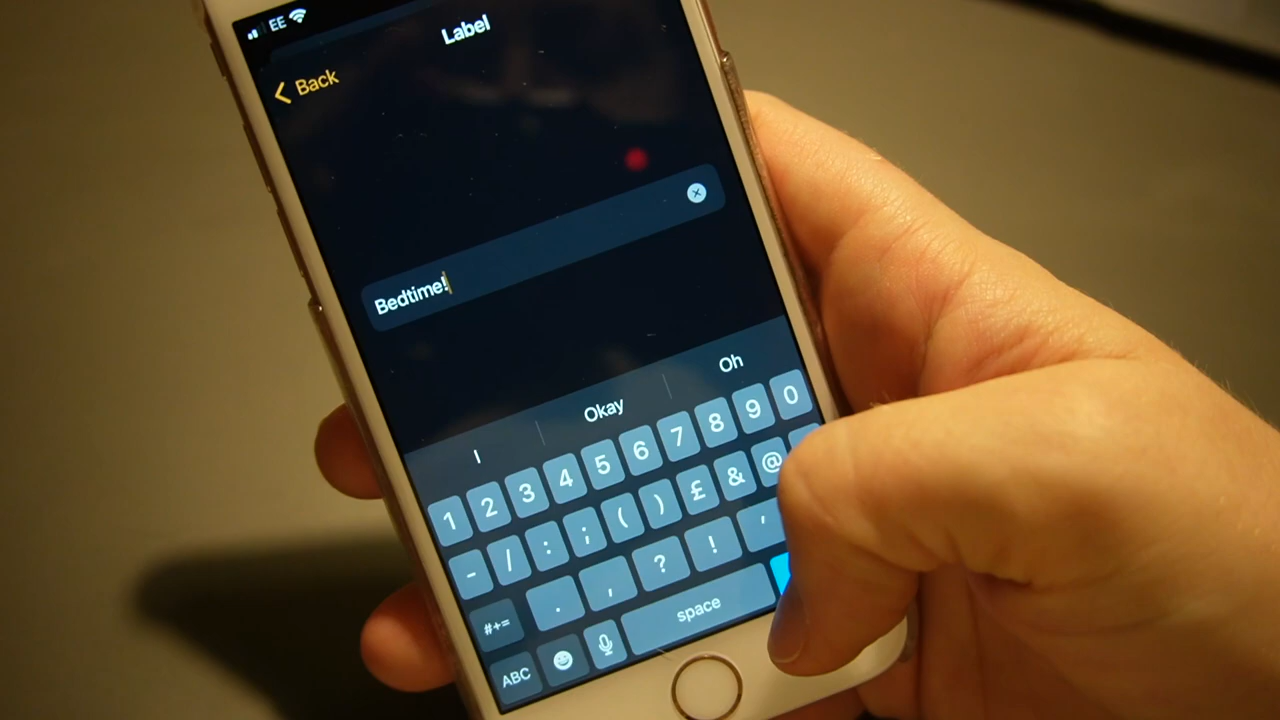 EE
Label
Back
Bedtime!
I Okay Oh
1 2 3 4 5 6 7 8 9 0
- / : ; ( ) £ & @
#+= . , ? ! '
ABC space